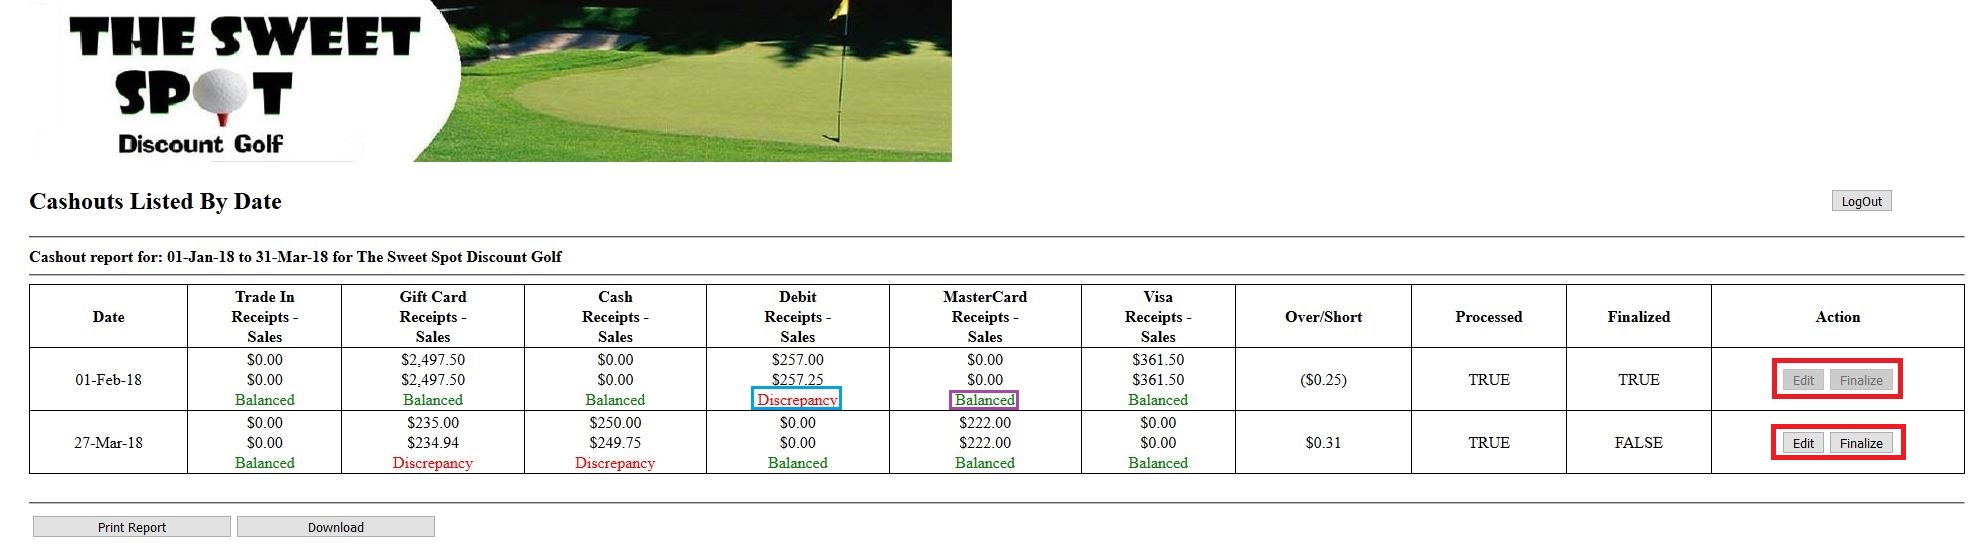 THE SWEET
SPOT
Discount Golf
Cashouts Listed By Date
LogOut
Cashout report for: 01-Jan-18 to 31-Mar-18 for The Sweet Spot Discount Golf
Date
Trade In
Receipts -
Sales
Gift Card
Receipts -
Sales
Cash
Receipts -
Sales
Debit
Receipts -
Sales
MasterCard
Receipts -
Sales
Visa
Receipts -
Sales
Over/Short
Processed
Finalized
Action
01-Feb-18
$0.00
$0.00
Balanced
$2,497.50
$2,497.50
Balanced
$0.00
$0.00
Balanced
$257.00
$257.25
Discrepancy
$0.00
$0.00
Balanced
$361.50
$361.50
Balanced
($0.25)
TRUE
TRUE
Edit Finalize
27-Mar-18
$0.00
$0.00
Balanced
$235.00
$234.94
Discrepancy
$250.00
$249.75
Discrepancy
$0.00
$0.00
Balanced
$222.00
$222.00
Balanced
$0.00
$0.00
Balanced
$0.31
TRUE
FALSE
Edit Finalize
Print Report Download